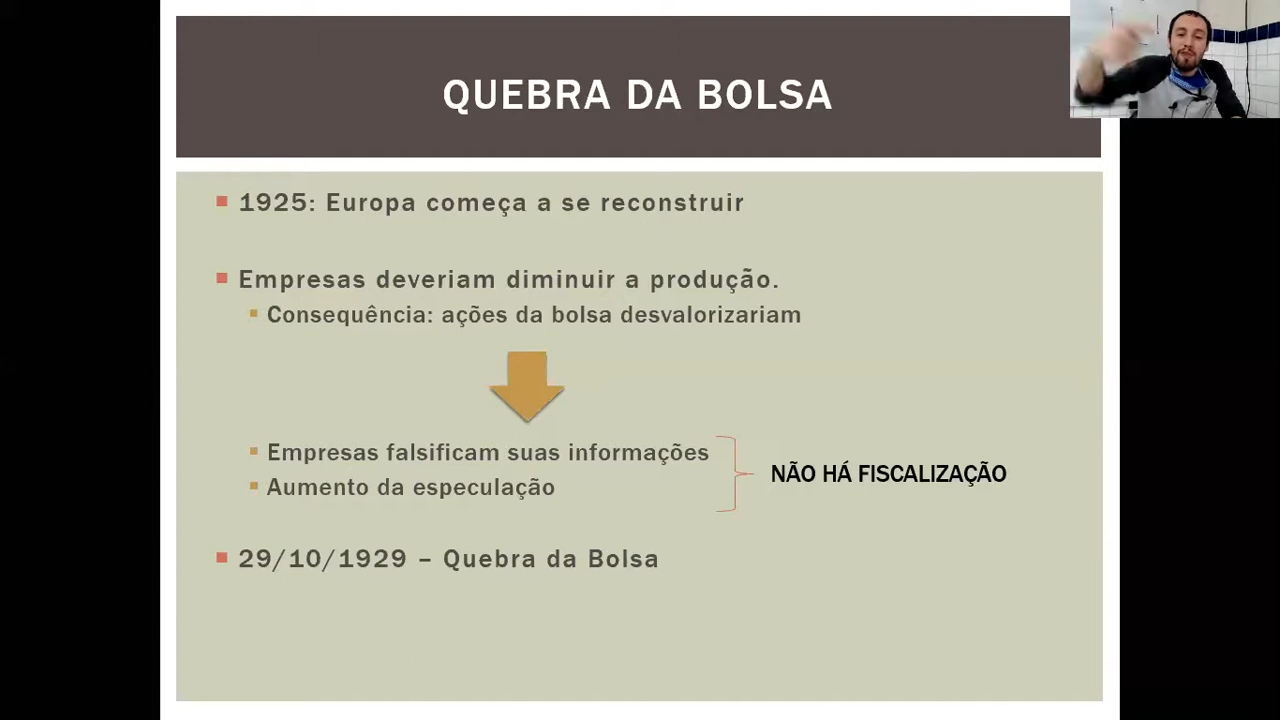 QUEBRA DA BOLSA
1925: Europa começa a se reconstruir
Empresas deveriam diminuir a produção.
Consequência: ações da bolsa desvalorizariam
Empresas falsificam suas informações
Aumento da especulação
NÃO HÁ FISCALIZAÇÃO
29/10/1929 – Quebra da Bolsa